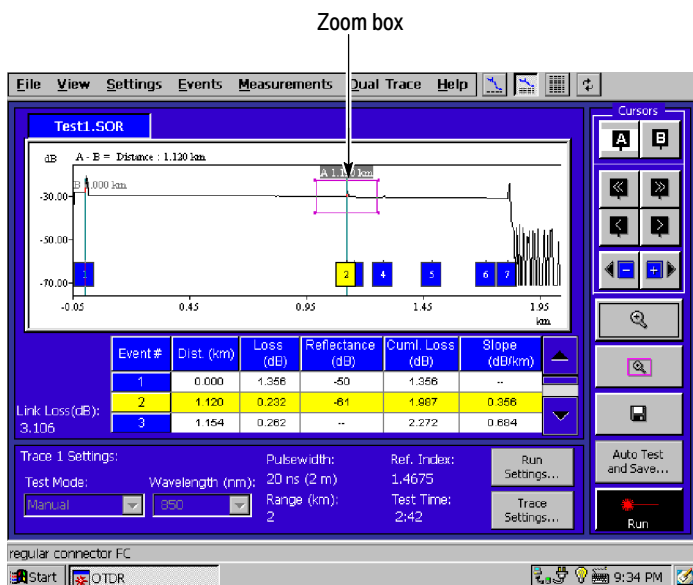 Zoom box
File View Settings Events Measurements Dual Trace Help
Test1.SOR
dB A - B = Distance : 1.120 km
A 1.120 km
B .000 km
-30.00
-50.00
-70.00
1 2 4 5 6 7
-0.05 0.45 0.95 1.45 1.95
km
Event# Dist. (km) Loss (dB) Reflectance (dB) Cuml. Loss (dB) Slope (dB/km)
1 0.000 1.356 -50 1.356 --
2 1.120 0.232 -61 1.987 0.356
3 1.154 0.262 -- 2.272 0.684
Link Loss(dB):
3.106
Trace 1 Settings:
Test Mode:
Manual
Wavelength (nm):
850
Pulsewidth:
20 ns (2 m)
Range (km):
2
Ref. Index:
1.4675
Test Time:
2:42
Run
Settings...
Trace
Settings...
Cursors
A B
Auto Test
and Save...
Run
regular connector FC
Start OTDR 9:34 PM